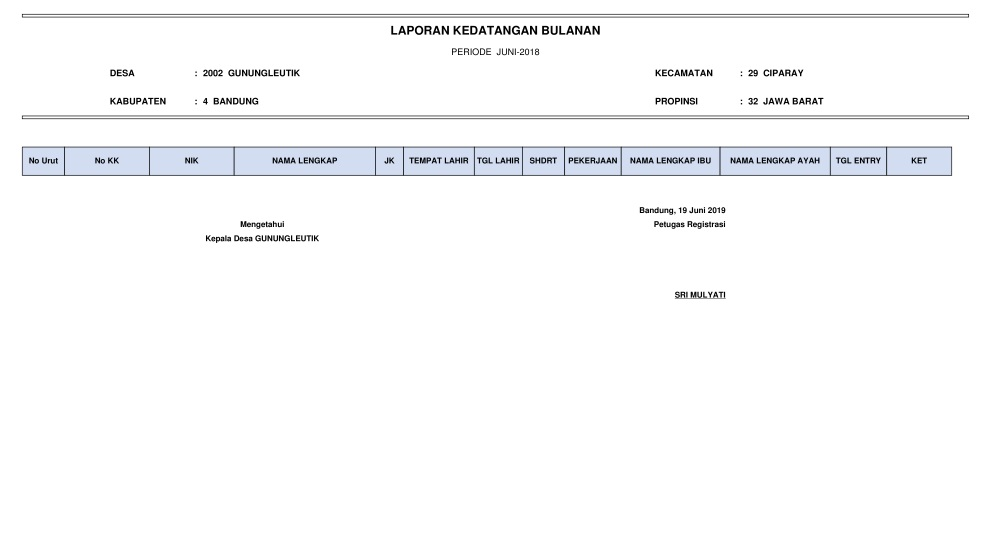 LAPORAN KEDATANGAN BULANAN
PERIODE JUNI-2018
DESA : 2002 GUNUNGLEUTIK KECAMATAN : 29 CIPARAY
KABUPATEN : 4 BANDUNG PROPINSI : 32 JAWA BARAT
No Urut No KK NIK NAMA LENGKAP JK TEMPAT LAHIR TGL LAHIR SHDRT PEKERJAAN NAMA LENGKAP IBU NAMA LENGKAP AYAH TGL ENTRY KET
Bandung, 19 Juni 2019
Mengetahui Petugas Registrasi
Kepala Desa GUNUNGLEUTIK
SRI MULYATI